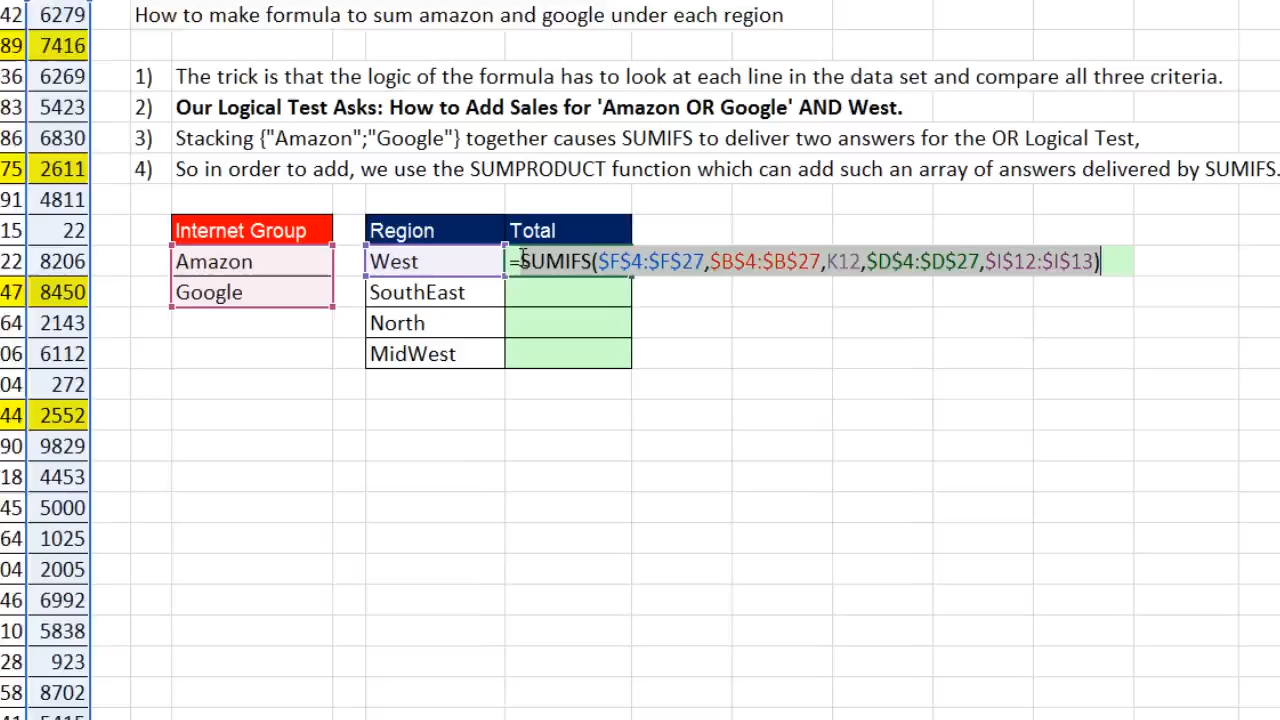 42 6279 How to make formula to sum amazon and google under each region
89 7416
36 6269 1) The trick is that the logic of the formula has to look at each line in the data set and compare all three criteria.
83 5423 2) Our Logical Test Asks: How to Add Sales for 'Amazon OR Google' AND West.
86 6830 3) Stacking {"Amazon";"Google"} together causes SUMIFS to deliver two answers for the OR Logical Test,
75 2611 4) So in order to add, we use the SUMPRODUCT function which can add such an array of answers delivered by SUMIFS.
91 4811
15 22 Internet Group Region Total
22 8206 Amazon West =SUMIFS($F$4:$F$27,$B$4:$B$27,K12,$D$4:$D$27,$I$12:$I$13)
47 8450 Google SouthEast
64 2143 North
06 6112 MidWest
04 272
44 2552
90 9829
18 4453
45 5000
64 1025
04 2005
46 6992
10 5838
28 923
58 8702